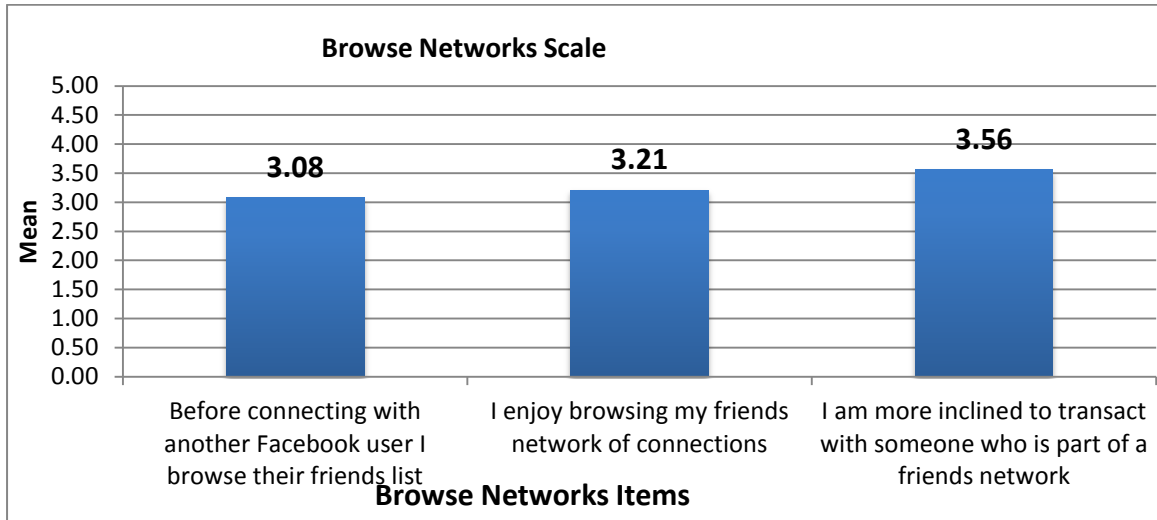 Browse Networks Scale
5.00
4.50
4.00
3.50
3.00
2.50
2.00
1.50
1.00
0.50
0.00
Mean
3.08
3.21
3.56
Before connecting with
another Facebook user I
browse their friends list
I enjoy browsing my friends
network of connections
I am more inclined to transact
with someone who is part of a
friends network
Browse Networks Items